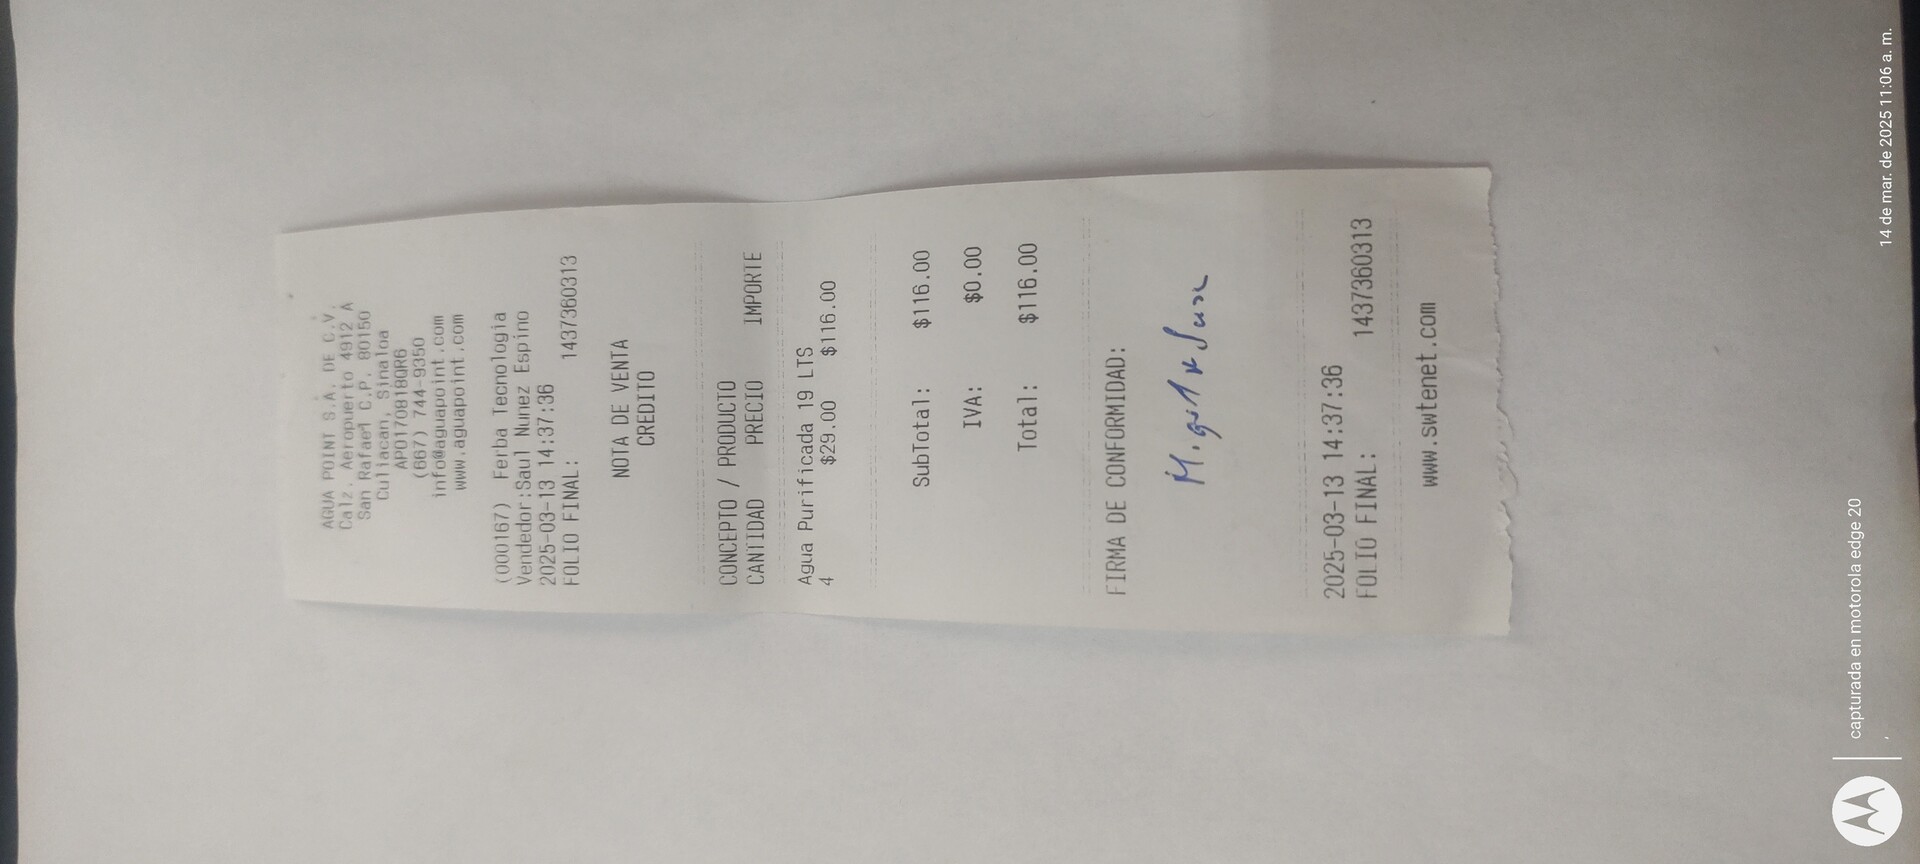 AGUA POINT S.A. DE C.V.
Calz. Aeropuerto 4912 A
San Rafael C.P. 80150
Culiacan, Sinaloa
APO170818QR6
(667) 744-9350
info@aguapoint.com
www.aguapoint.com
(000167) Ferba Tecnologia
Vendedor:Saul Nunez Espino
2025-03-13 14:37:36
FOLIO FINAL: 1437360313
NOTA DE VENTA
CREDITO
CONCEPTO / PRODUCTO
CANTIDAD PRECIO IMPORTE
Agua Purificada 19 LTS
4 $29.00 $116.00
SubTotal: $116.00
IVA: $0.00
Total: $116.00
FIRMA DE CONFORMIDAD:
2025-03-13 14:37:36
FOLIO FINAL: 1437360313
www.swtenet.com
capturada en motorola edge 20
14 de mar. de 2025 11:06 a. m.